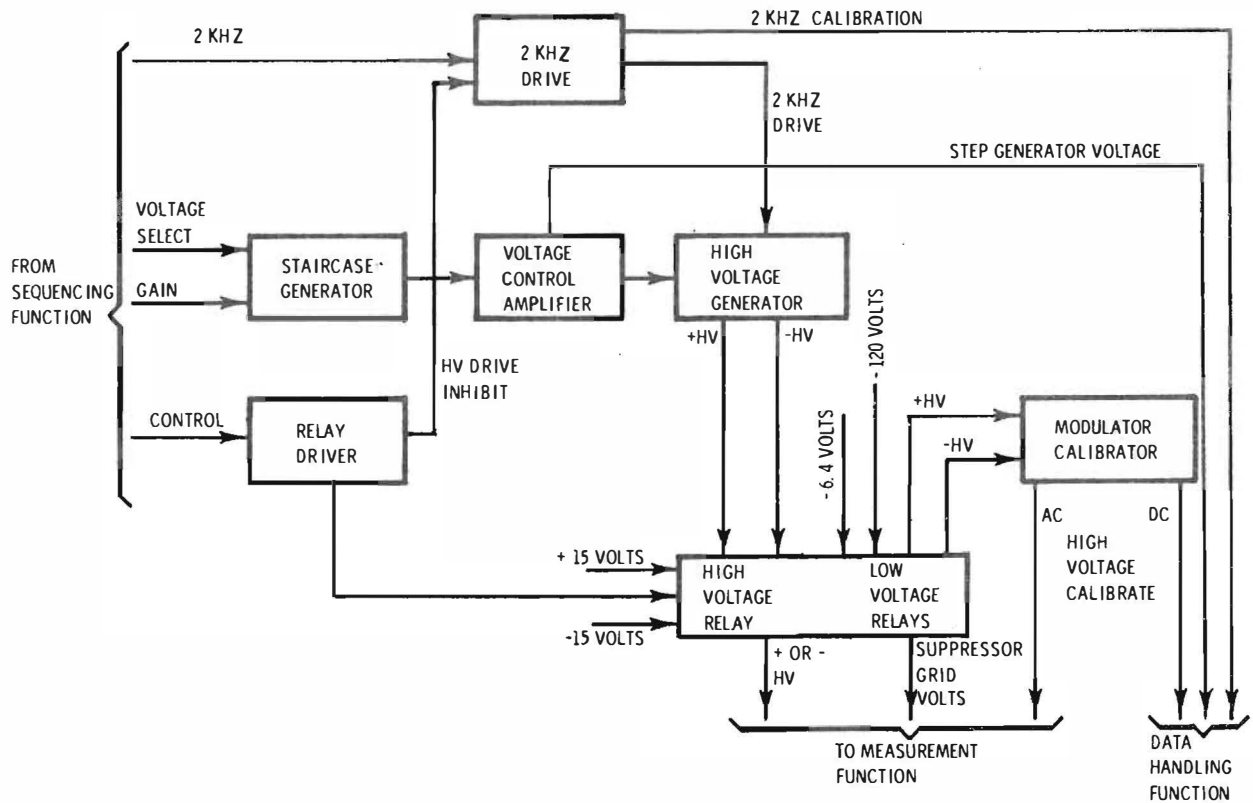 2 KHZ
2 KHZ CALIBRATION
2 KHZ
DRIVE
2 KHZ
DRIVE
STEP GENERATOR VOLTAGE
VOLTAGE
SELECT
GAIN
FROM
SEQUENCING
FUNCTION
STAIRCASE
GENERATOR
VOLTAGE
CONTROL
AMPLIFIER
HIGH
VOLTAGE
GENERATOR
+HV
-HV
-120 VOLTS
-6.4 VOLTS
HV DRIVE
INHIBIT
CONTROL
RELAY
DRIVER
+HV
-HV
MODULATOR
CALIBRATOR
AC
DC
HIGH
VOLTAGE
CALIBRATE
+ 15 VOLTS
-15 VOLTS
HIGH
VOLTAGE
RELAY
LOW
VOLTAGE
RELAYS
+ OR -
HV
SUPPRESSOR
GRID
VOLTS
TO MEASUREMENT
FUNCTION
DATA
HANDLING
FUNCTION